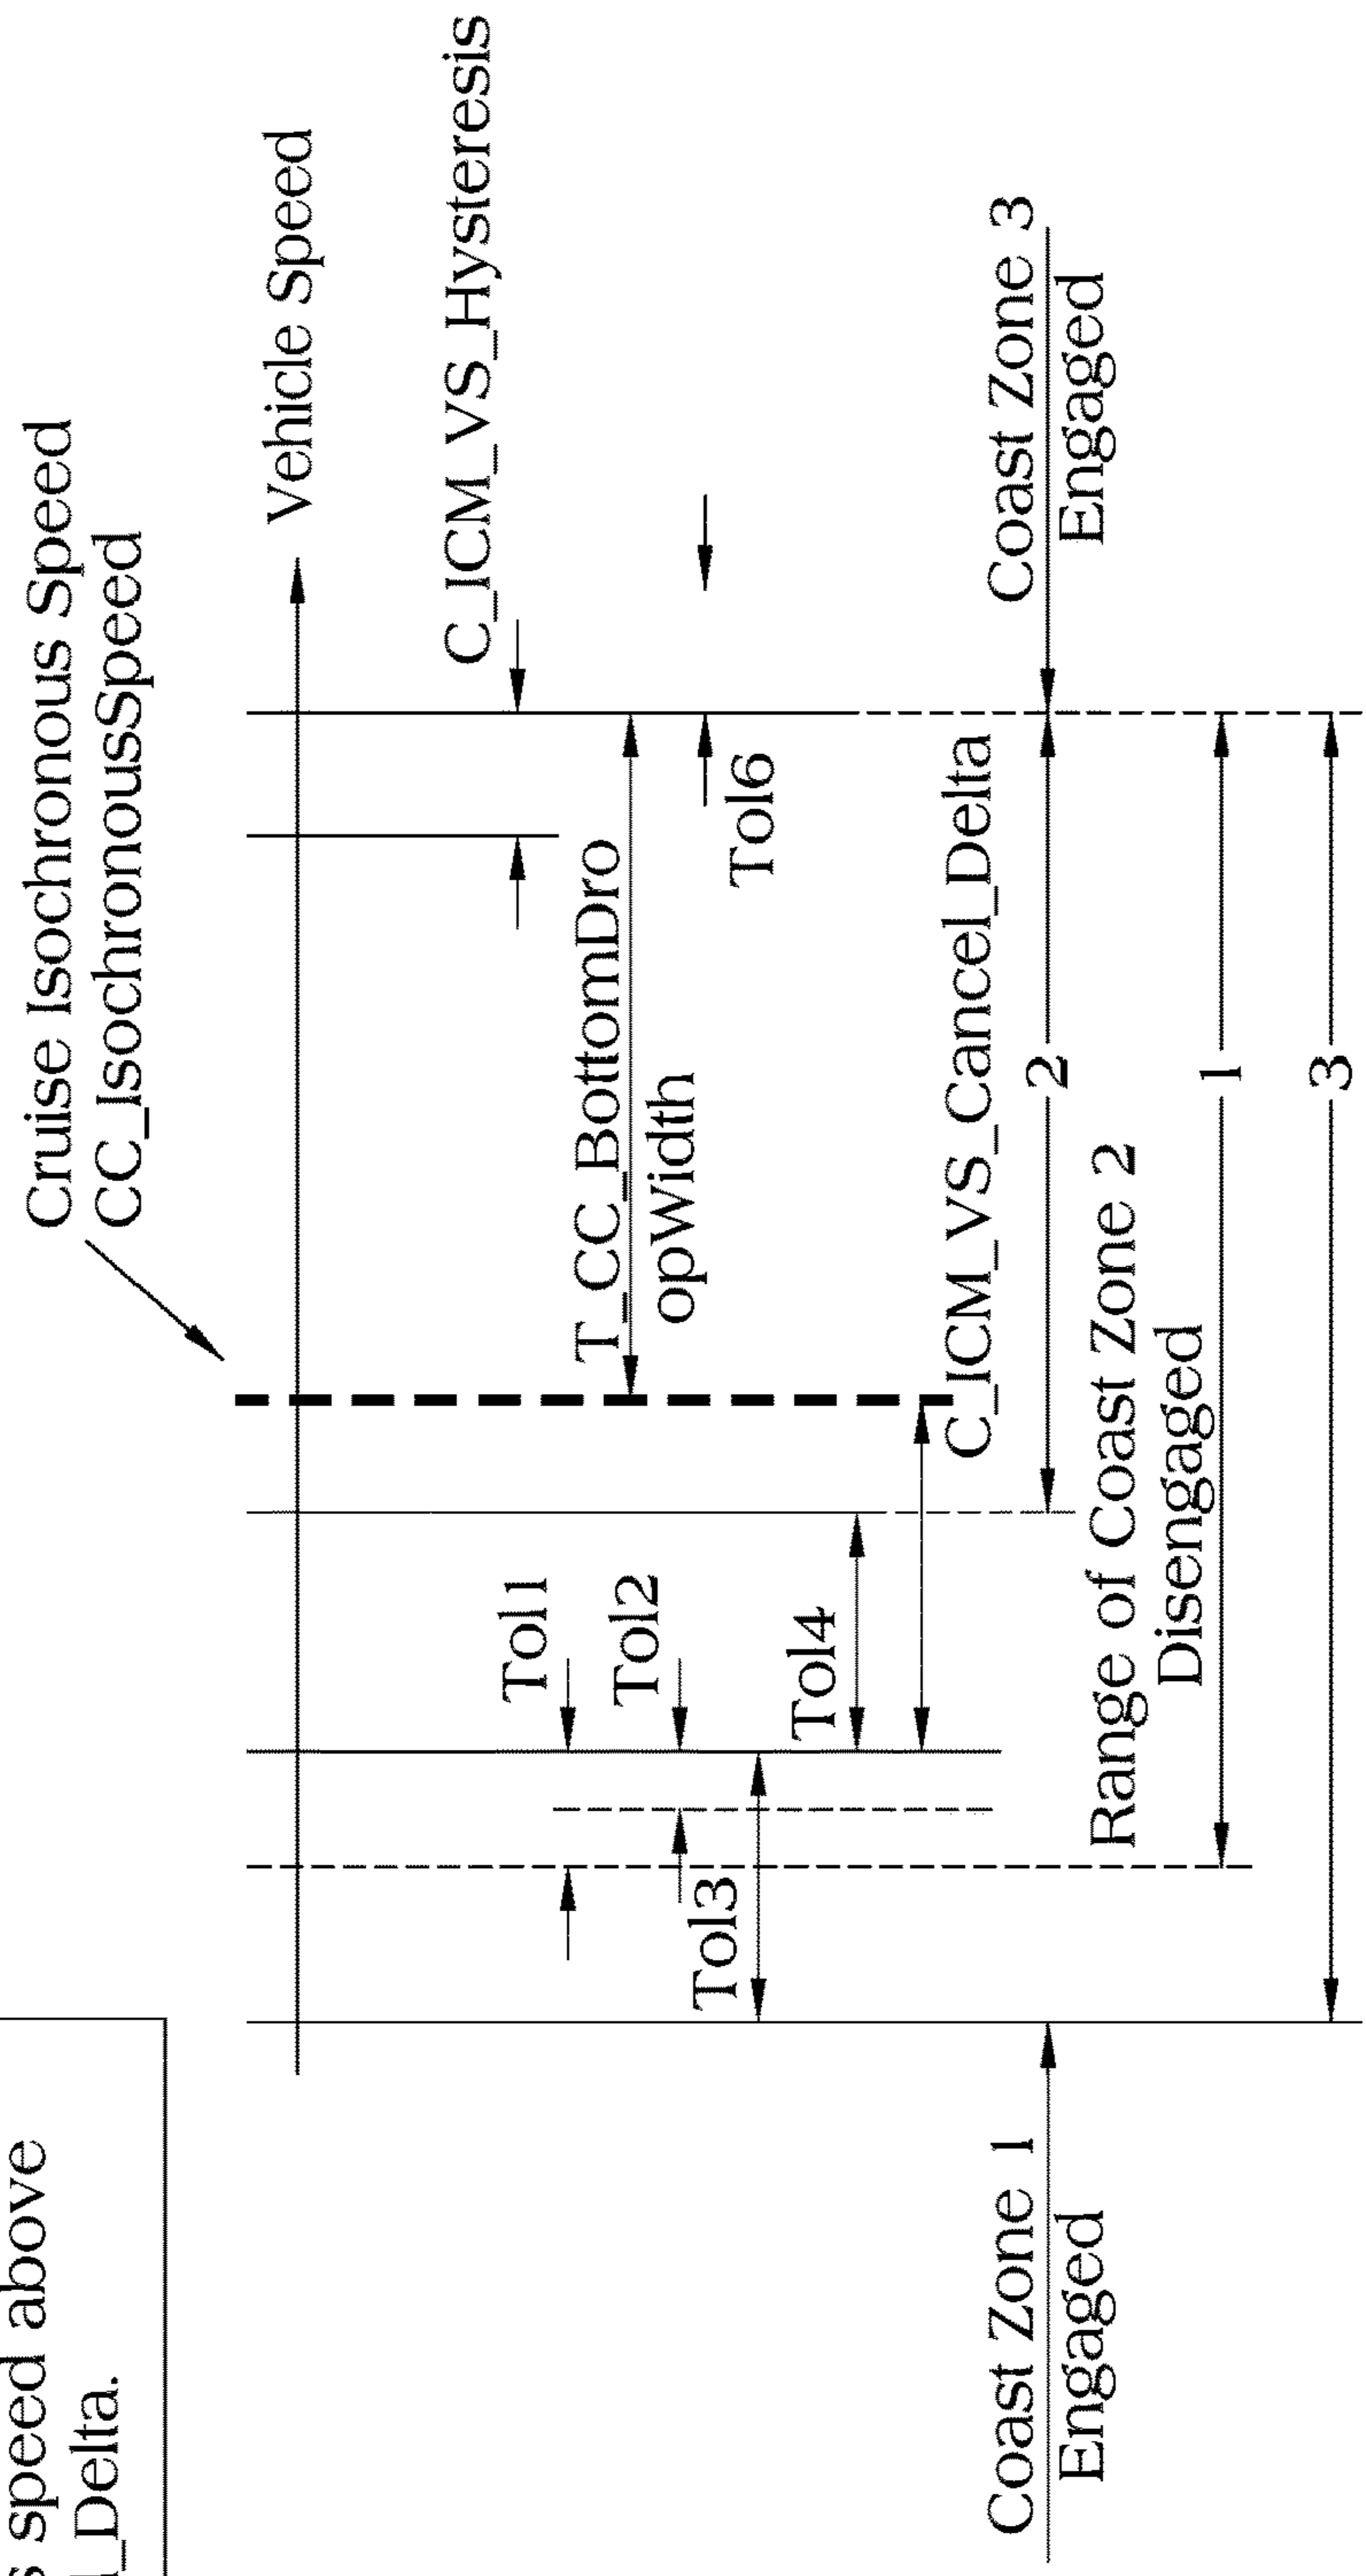 s speed above
_Delta.
Cruise Isochronous Speed
CC_IsochronousSpeed
Vehicle Speed
C_ICM_VS_Hysteresis
Tol1
T_CC_BottomDro
opWidth
Tol2
Tol6
Tol3
Tol4
C_ICM_VS_Cancel_Delta
Coast Zone 1
Engaged
2
Coast Zone 3
Engaged
Range of Coast Zone 2
Disengaged
1
3